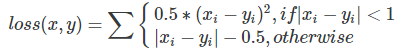 loss(x, y) = ∑ { 0.5 * (x_i − y_i)^2, if|x_i − y_i| < 1
|x_i − y_i| − 0.5, otherwise